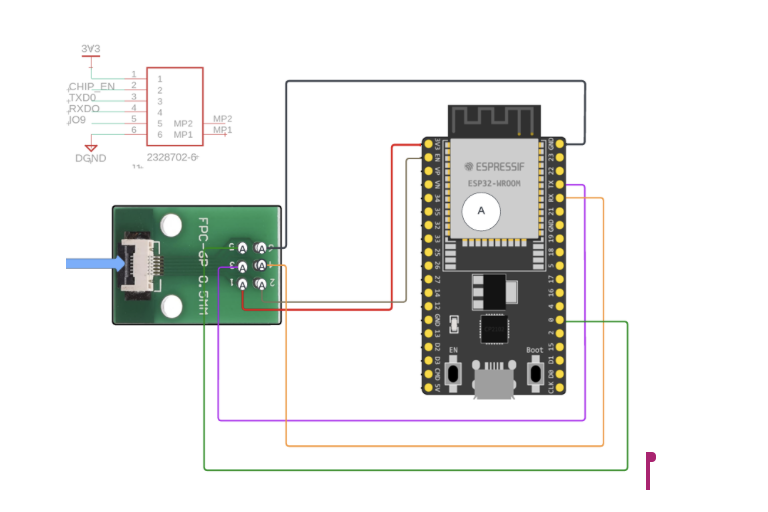 3V3
1 1
CHIP_EN 2 2
TXD0 3 3
RXD0 4 4
IO9 5 MP2 5 MP2
6 6 MP1 MP1
DGND
2328702-6
FPC-6P 0.5MM
5
3
1
2
A
A
A
A
A
A
ESPRESSIF
ESP32-WROOM
A
3V3
EN
VP
VN
34
35
32
33
25
26
27
14
12
GND
13
D2
D3
CMD
5V
GND
23
22
TX
RX
21
GND
19
18
5
17
16
4
0
2
15
D1
D0
CLK
EN
Boot